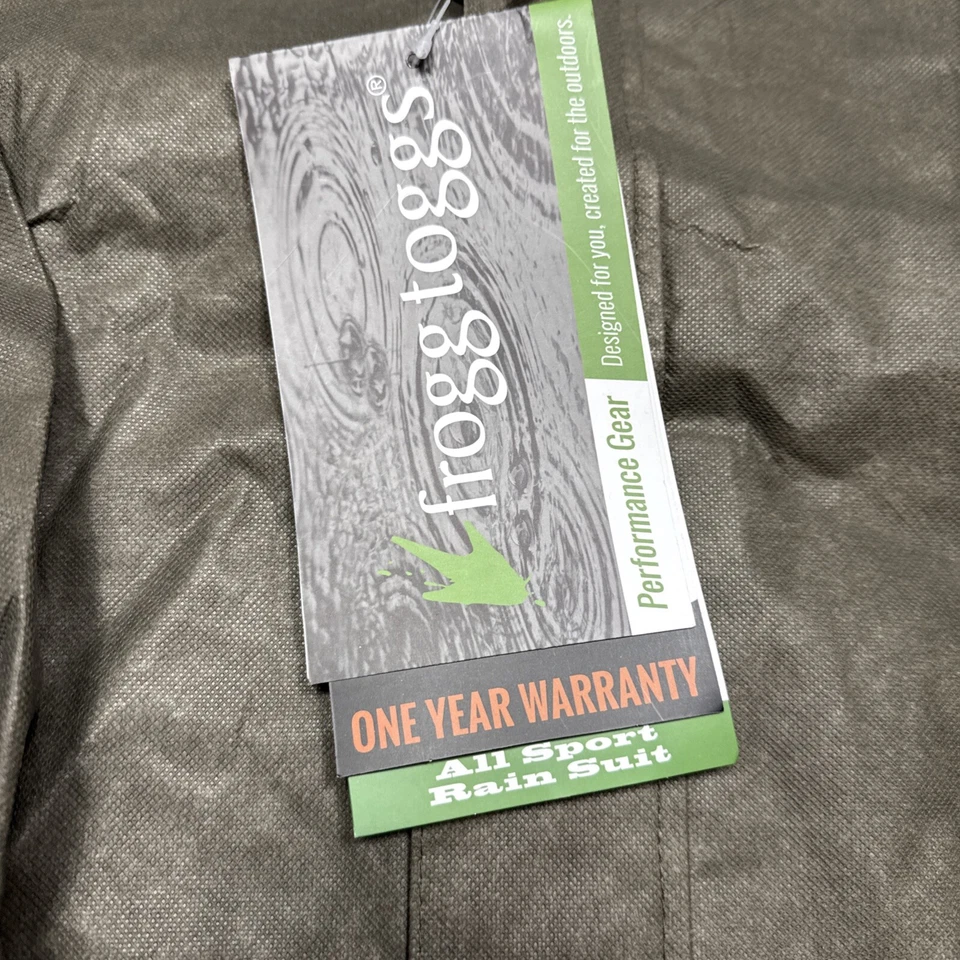 frogg toggs®
Performance Gear
Designed for you, created for the outdoors.
ONE YEAR WARRANTY
All Sport
Rain Suit